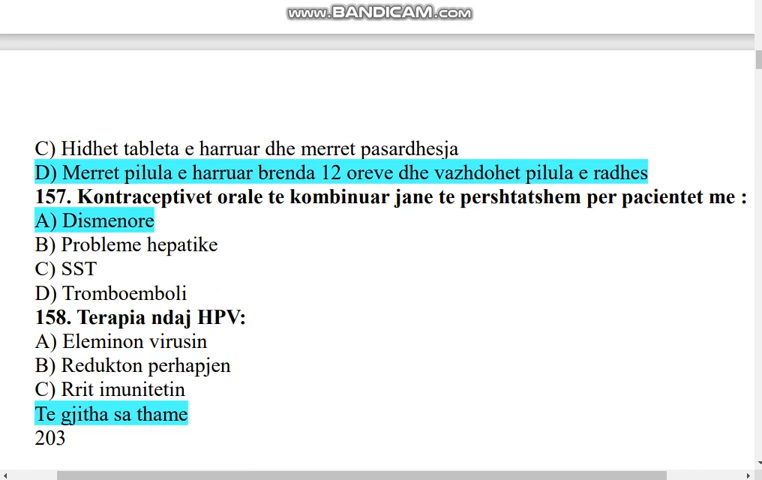 www.BANDICAM.com
C) Hidhet tableta e harruar dhe merret pasardhesja
D) Merret pilula e harruar brenda 12 oreve dhe vazhdohet pilula e radhes
157. Kontraceptivet orale te kombinuar jane te pershtatshem per pacientet me :
A) Dismenore
B) Probleme hepatike
C) SST
D) Tromboemboli
158. Terapia ndaj HPV:
A) Eleminon virusin
B) Redukton perhapjen
C) Rrit imunitetin
Te gjitha sa thame
203